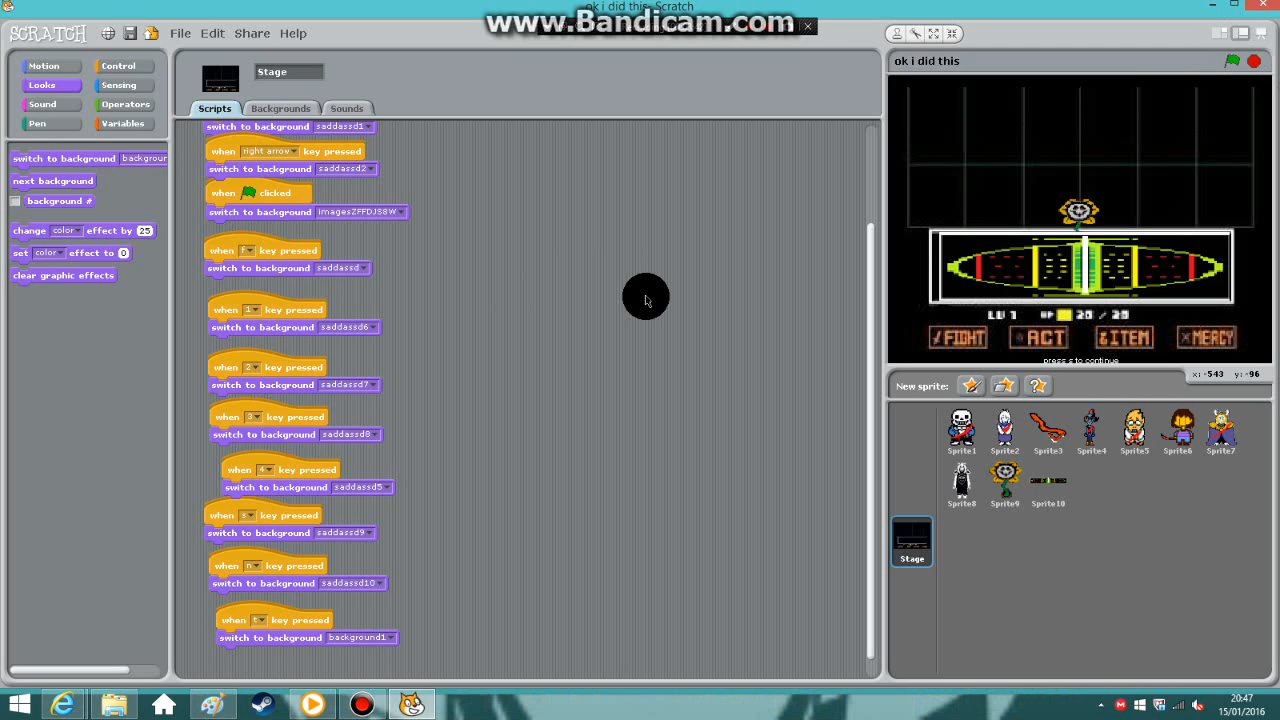 ok i did this- Scratch
www.Bandicam.com
SCRATCH File Edit Share Help
Motion Control
Looks Sensing
Sound Operators
Pen Variables
switch to background backgroun
next background
background #
change color effect by 25
set color effect to 0
clear graphic effects
Stage
Scripts Backgrounds Sounds
switch to background saddassd1
when right arrow key pressed
switch to background saddassd2
when clicked
switch to background imagesZFFDJS8W
when f key pressed
switch to background saddassd
when 1 key pressed
switch to background saddassd6
when 2 key pressed
switch to background saddassd7
when 3 key pressed
switch to background saddassd8
when 4 key pressed
switch to background saddassd5
when s key pressed
switch to background saddassd9
when n key pressed
switch to background saddassd10
when t key pressed
switch to background background1
ok i did this
LV 1 HP 20 / 20
FIGHT ACT ITEM MERCY
press s to continue
x: -543 y: -96
New sprite:
Sprite1 Sprite2 Sprite3 Sprite4 Sprite5 Sprite6 Sprite7
Sprite8 Sprite9 Sprite10
Stage
20:47
15/01/2016